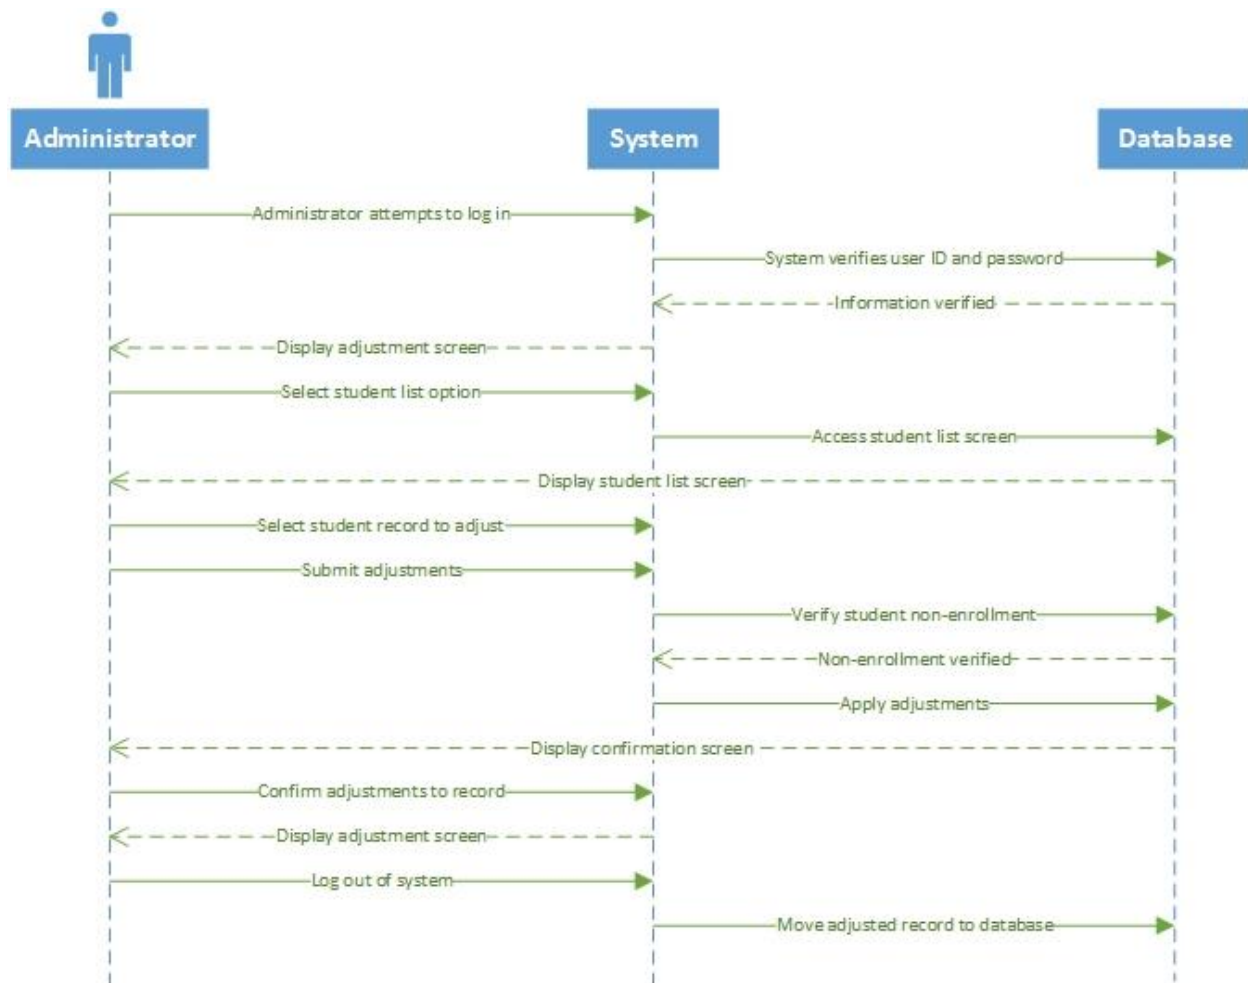 Administrator
System
Database
Administrator attempts to log in
System verifies user ID and password
Information verified
Display adjustment screen
Select student list option
Access student list screen
Display student list screen
Select student record to adjust
Submit adjustments
Verify student non-enrollment
Non-enrollment verified
Apply adjustments
Display confirmation screen
Confirm adjustments to record
Display adjustment screen
Log out of system
Move adjusted record to database